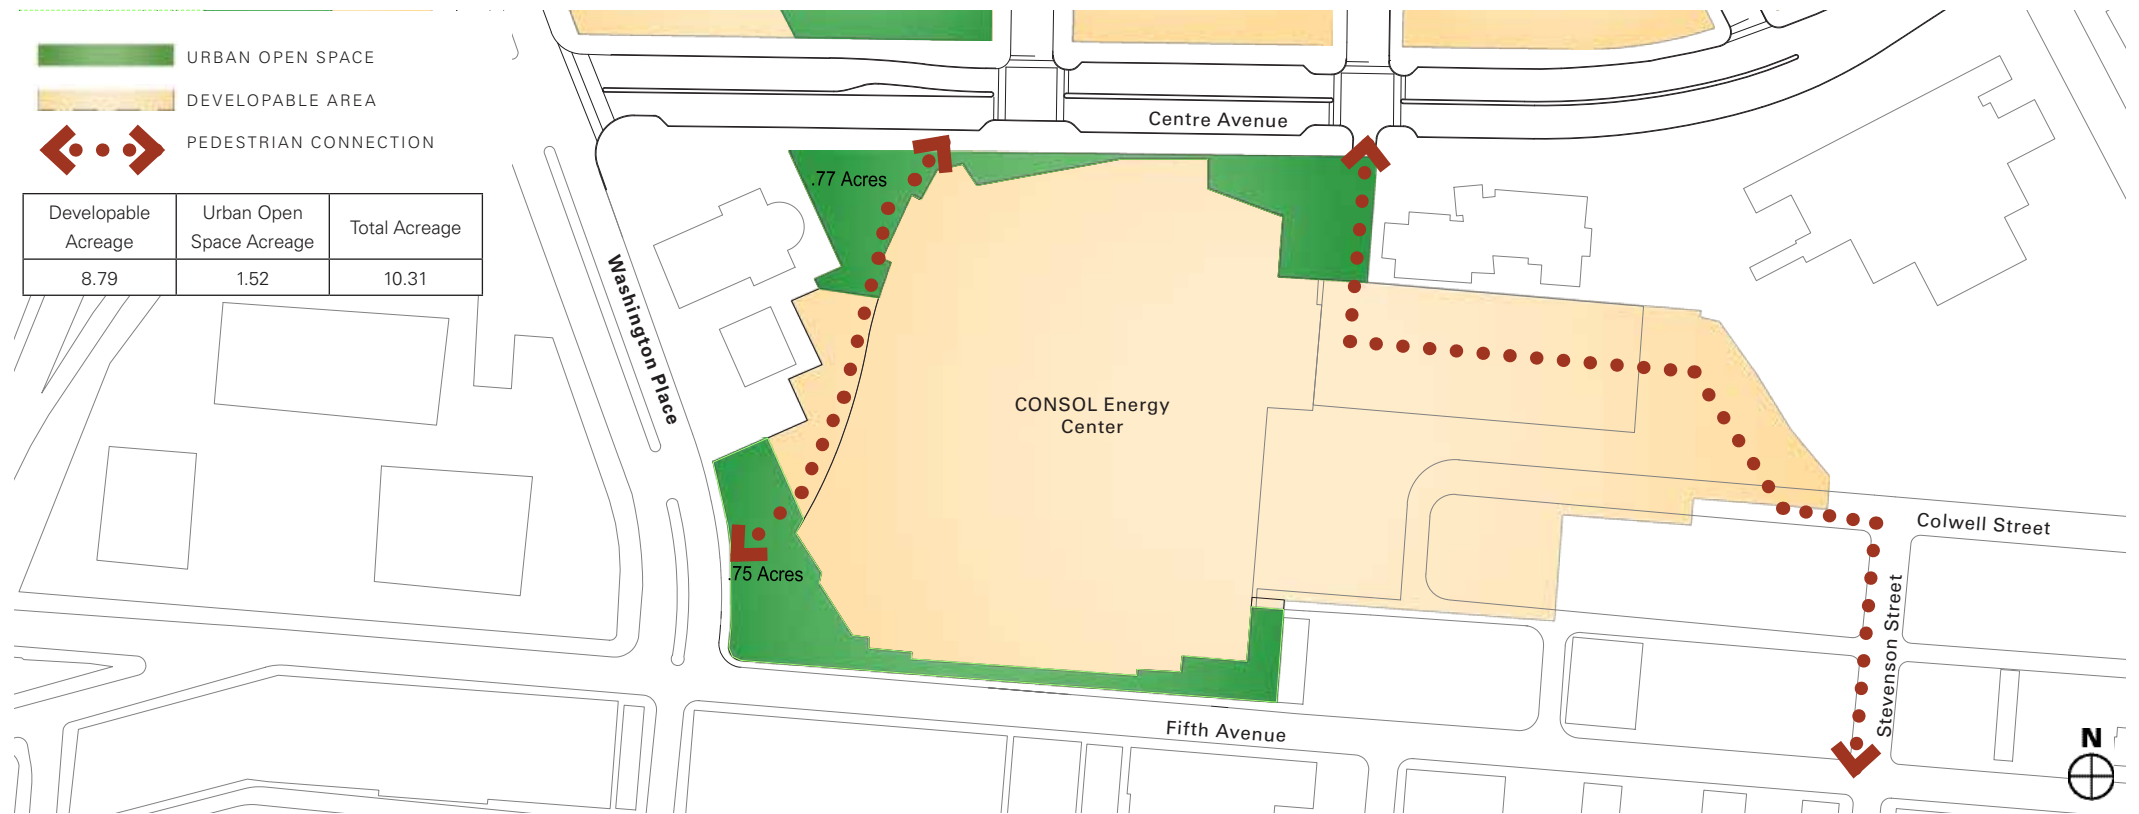 URBAN OPEN SPACE
DEVELOPABLE AREA
PEDESTRIAN CONNECTION
Developable
Acreage
Urban Open
Space Acreage
Total Acreage
8.79
1.52
10.31
Centre Avenue
.77 Acres
Washington Place
CONSOL Energy
Center
.75 Acres
Colwell Street
Stevenson Street
Fifth Avenue
N